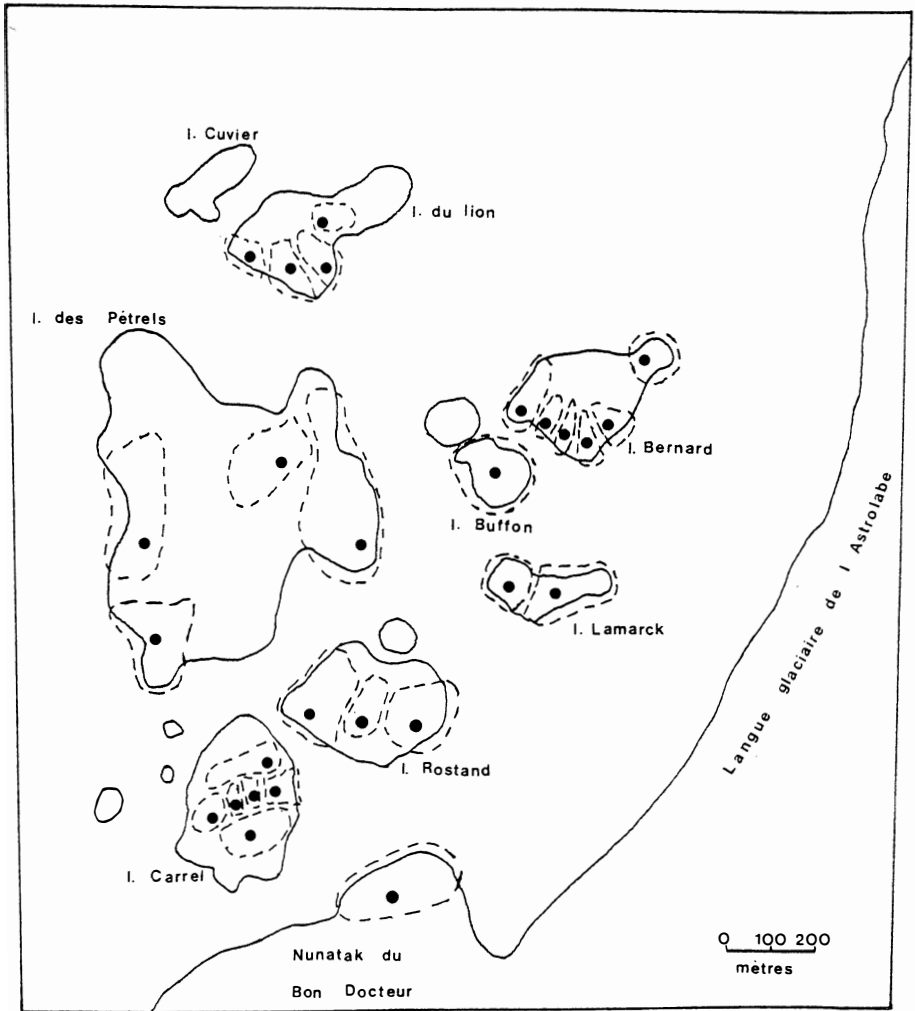 I. Cuvier
I. du lion
I. des Pétrels
I. Bernard
I. Buffon
Langue glaciaire de l Astrolabe
I. Lamarck
I. Rostand
I. Carrel
0 100 200
mètres
Nunatak du
Bon Docteur